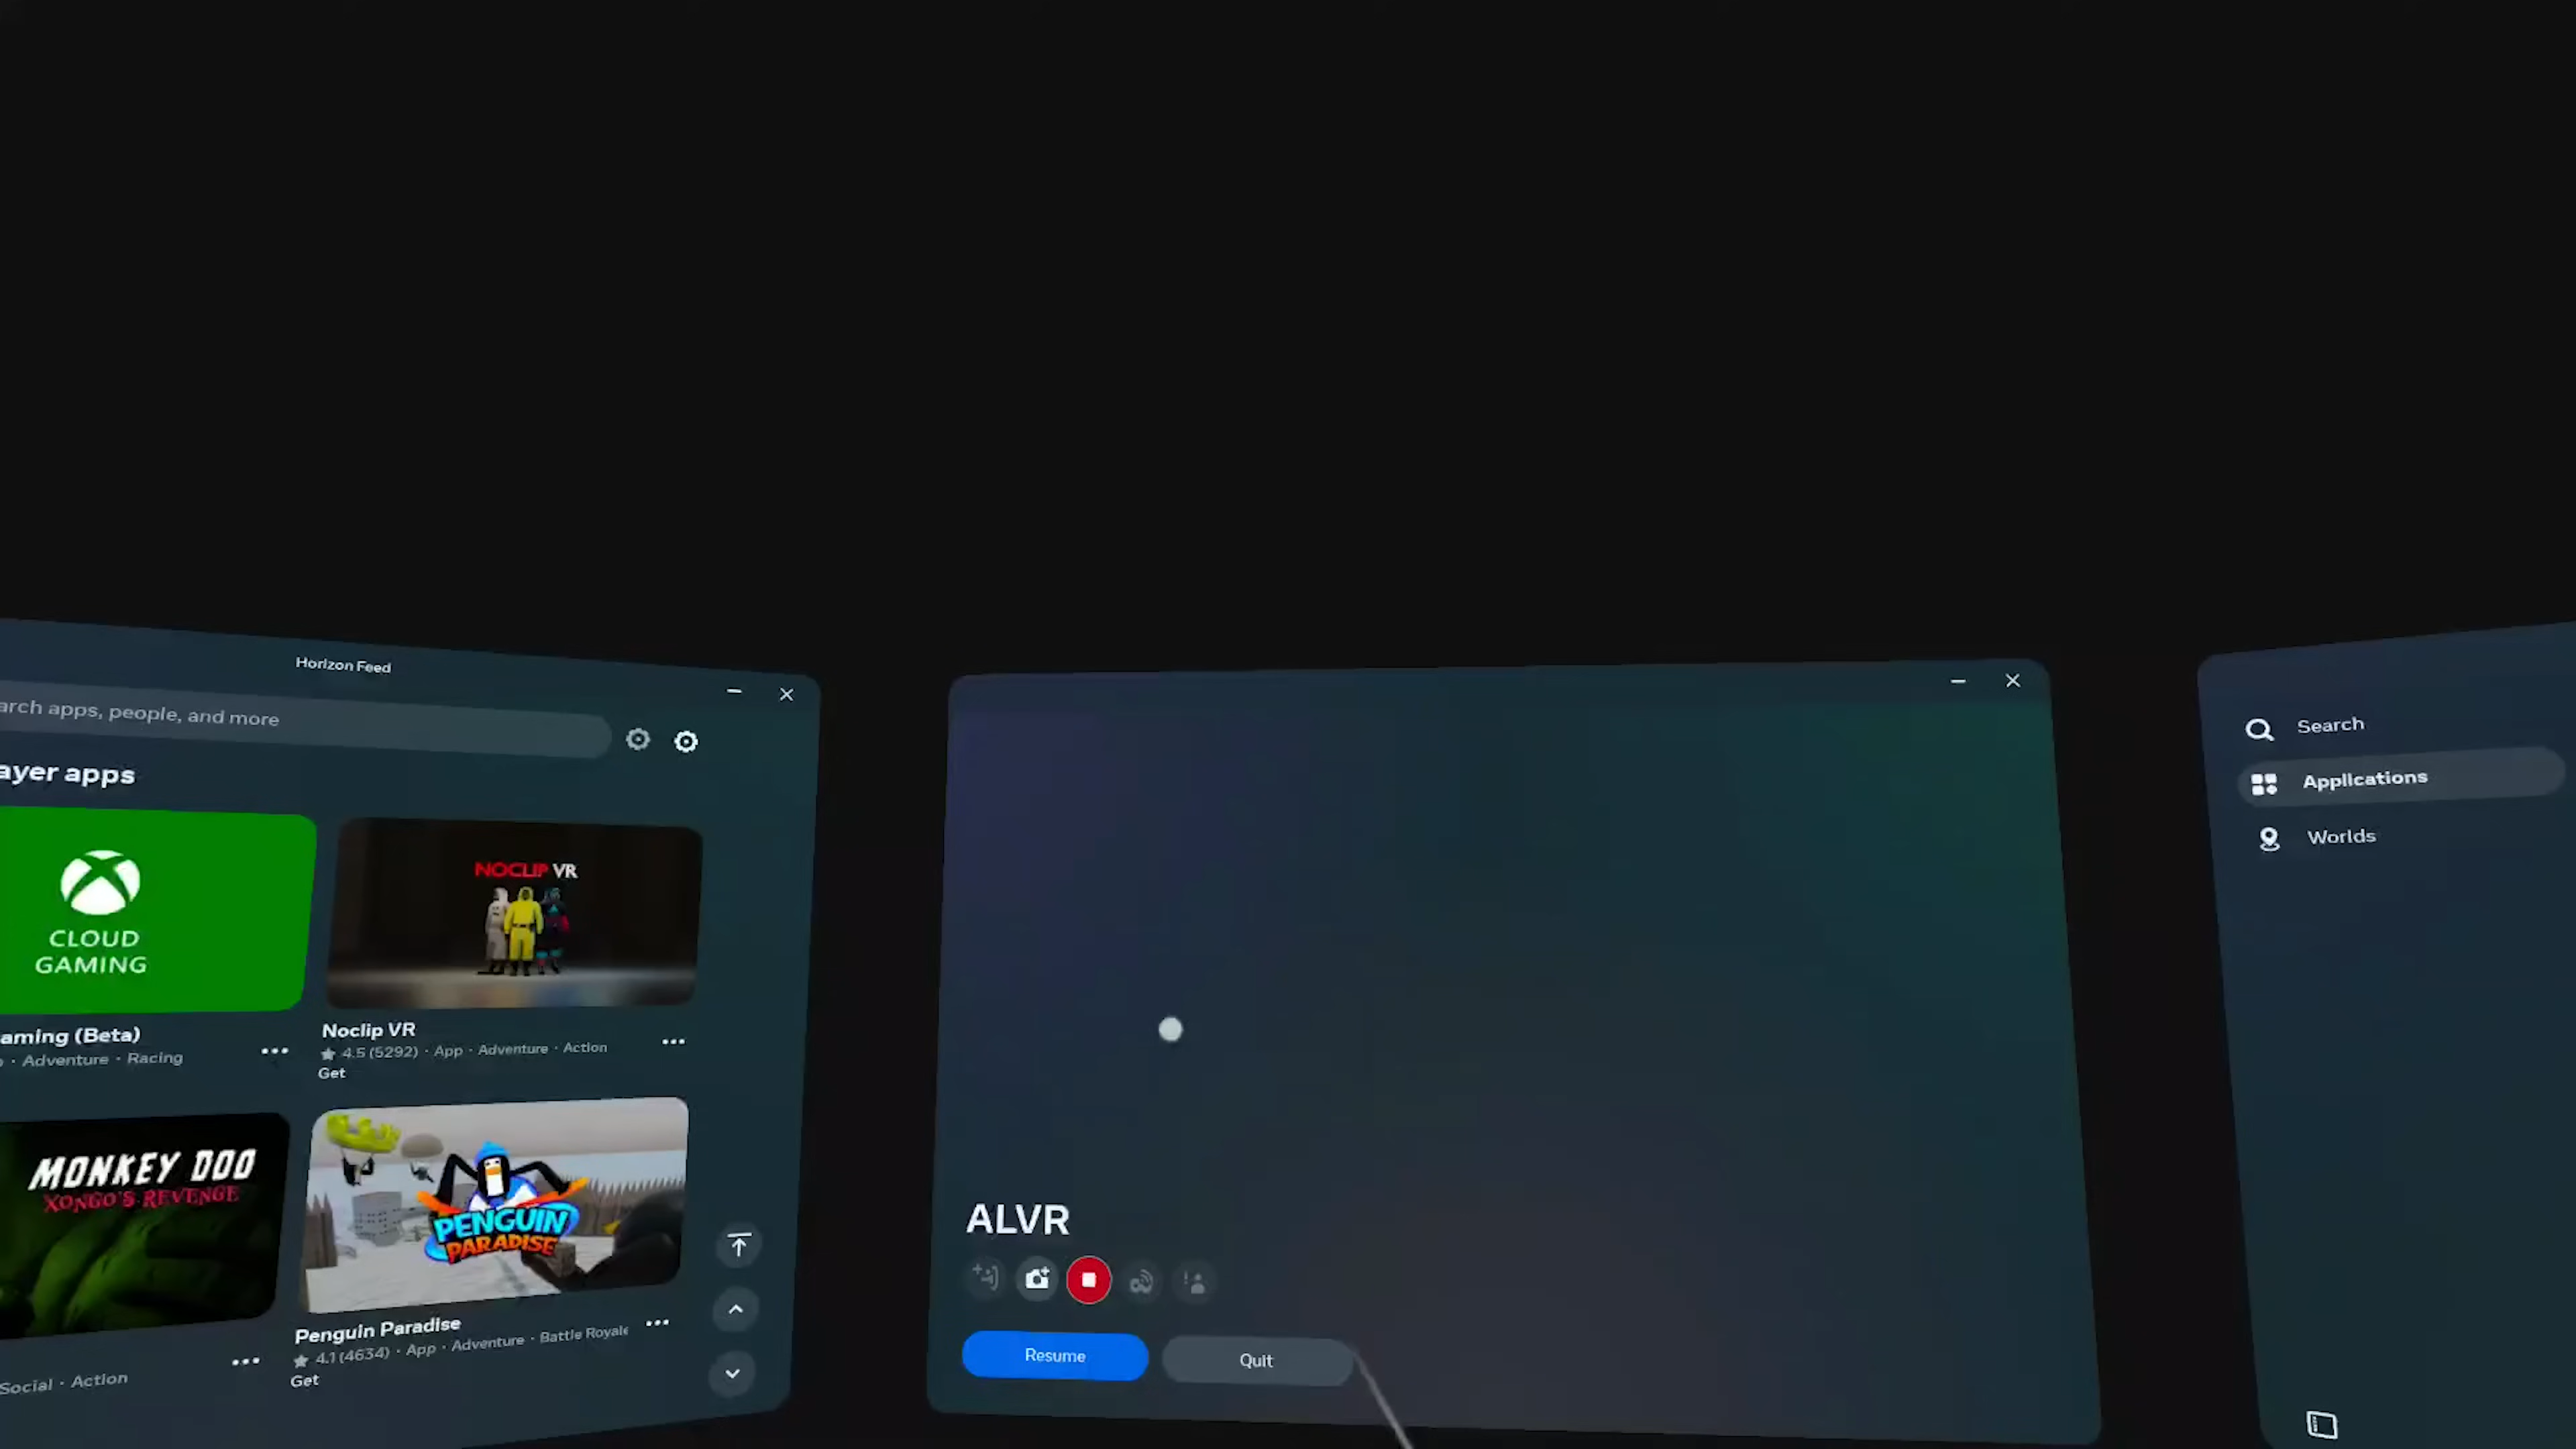 Horizon Feed
arch apps, people, and more
ayer apps
CLOUD
GAMING
NOCLIP VR
aming (Beta)
· Adventure · Racing
Noclip VR
4.5 (5292) · App · Adventure · Action
Get
MONKEY DOO
XONGO'S REVENGE
PENGUIN
PARADISE
Social · Action
Penguin Paradise
4.1 (4634) · App · Adventure · Battle Royale
Get
ALVR
Resume
Quit
Search
Applications
Worlds